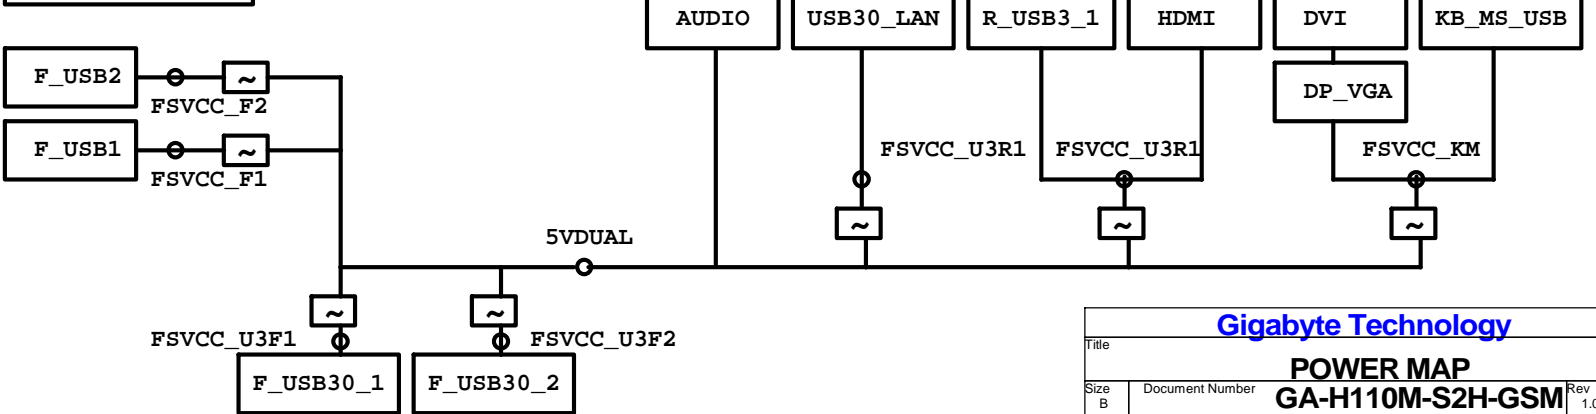 AUDIO
USB30_LAN
R_USB3_1
HDMI
DVI
KB_MS_USB
F_USB2
~
FSVCC_F2
DP_VGA
F_USB1
~
FSVCC_F1
FSVCC_U3R1
FSVCC_U3R1
FSVCC_KM
~
~
~
5VDUAL
~
~
FSVCC_U3F1
FSVCC_U3F2
F_USB30_1
F_USB30_2
Gigabyte Technology
Title
POWER MAP
Size
B
Document Number
GA-H110M-S2H-GSM
Rev